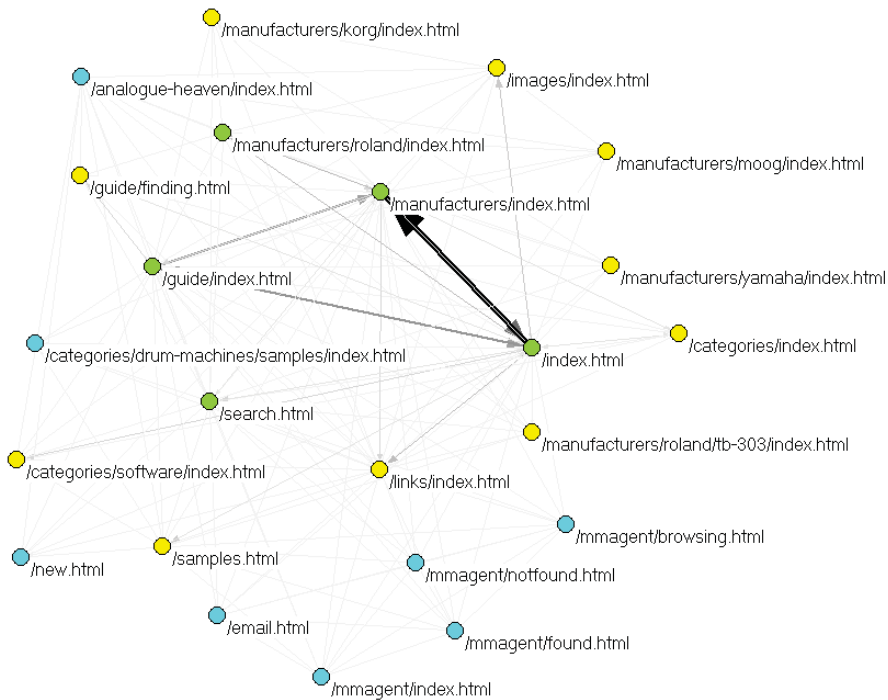 /manufacturers/korg/index.html
/images/index.html
/analogue-heaven/index.html
/manufacturers/roland/index.html
/manufacturers/moog/index.html
/guide/finding.html
/manufacturers/index.html
/guide/index.html
/manufacturers/yamaha/index.html
/categories/drum-machines/samples/index.html
/index.html
/categories/index.html
/search.html
/manufacturers/roland/tb-303/index.html
/categories/software/index.html
/links/index.html
/mmagent/browsing.html
/new.html
/samples.html
/mmagent/notfound.html
/email.html
/mmagent/found.html
/mmagent/index.html